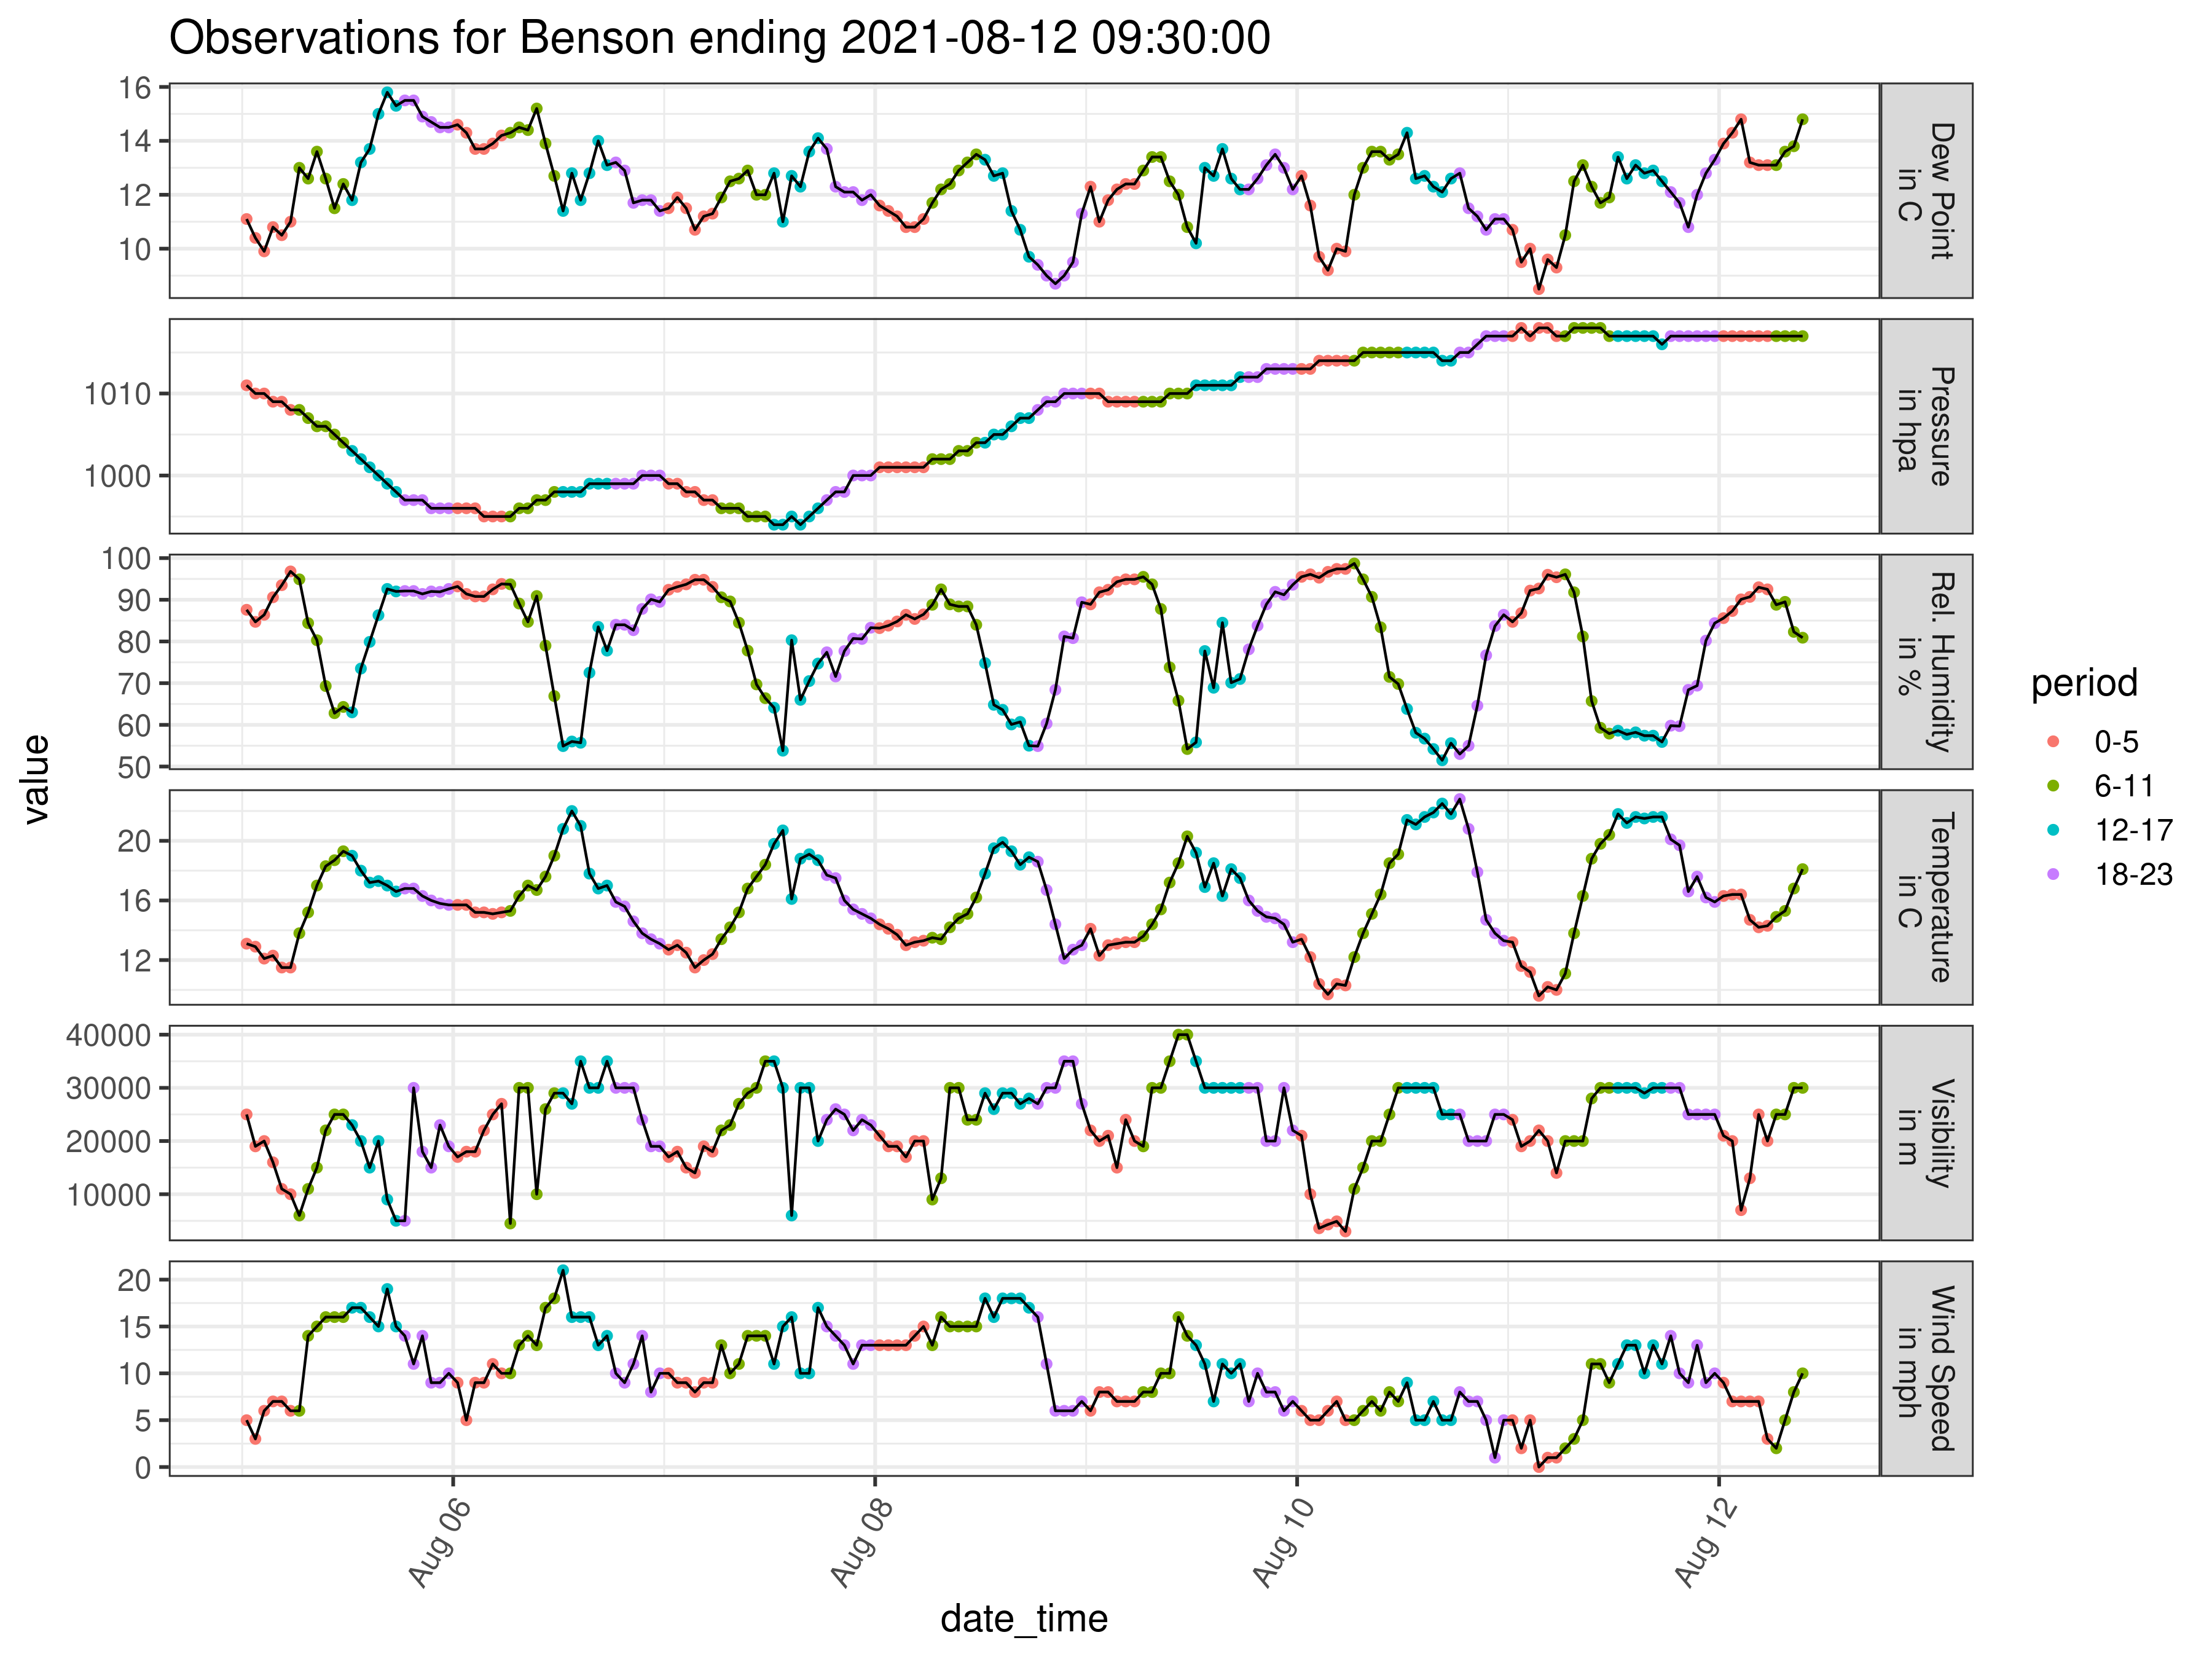 Observations for Benson ending 2021-08-12 09:30:00
16
14
12
10
Dew Point
in C
1010
1000
Pressure
in hpa
100
90
80
70
60
50
Rel. Humidity
in %
20
16
12
Temperature
in C
40000
30000
20000
10000
Visibility
in m
20
15
10
5
0
Wind Speed
in mph
value
Aug 06
Aug 08
Aug 10
Aug 12
date_time
period
0-5
6-11
12-17
18-23